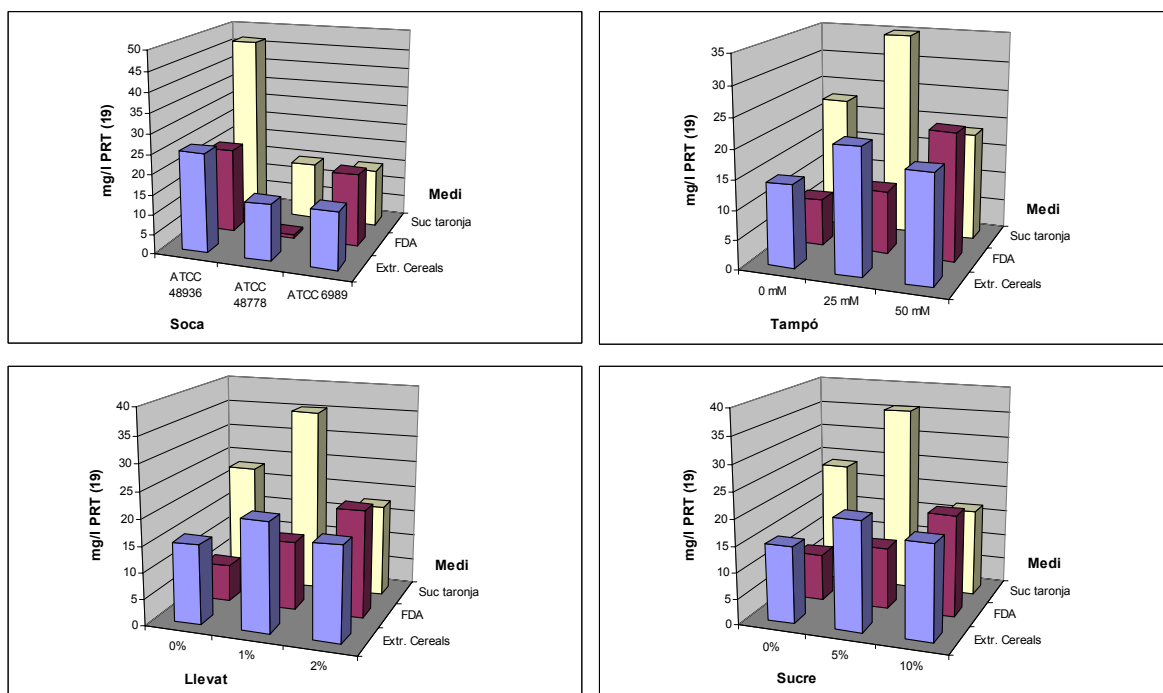 50
45
40
35
30
25
20
15
10
5
0
mg/l PRT (19)
ATCC
48936
ATCC
48778
ATCC 6989
Soca
Medi
Suc taronja
FDA
Extr. Cereals
35
30
25
20
15
10
5
0
mg/l PRT (19)
0 mM
25 mM
50 mM
Tampó
Medi
Suc taronja
FDA
Extr. Cereals
40
35
30
25
20
15
10
5
0
mg/l PRT (19)
0%
1%
2%
Llevat
Medi
Suc taronja
FDA
Extr. Cereals
40
35
30
25
20
15
10
5
0
mg/l PRT (19)
0%
5%
10%
Sucre
Medi
Suc taronja
FDA
Extr. Cereals